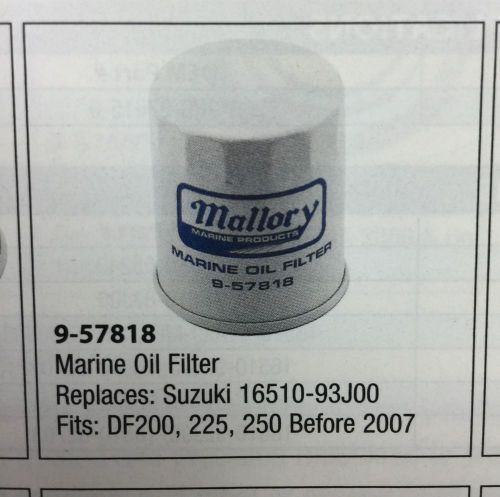 Mallory
MARINE PRODUCTS
MARINE OIL FILTER
9-57818
9-57818
Marine Oil Filter
Replaces: Suzuki 16510-93J00
Fits: DF200, 225, 250 Before 2007